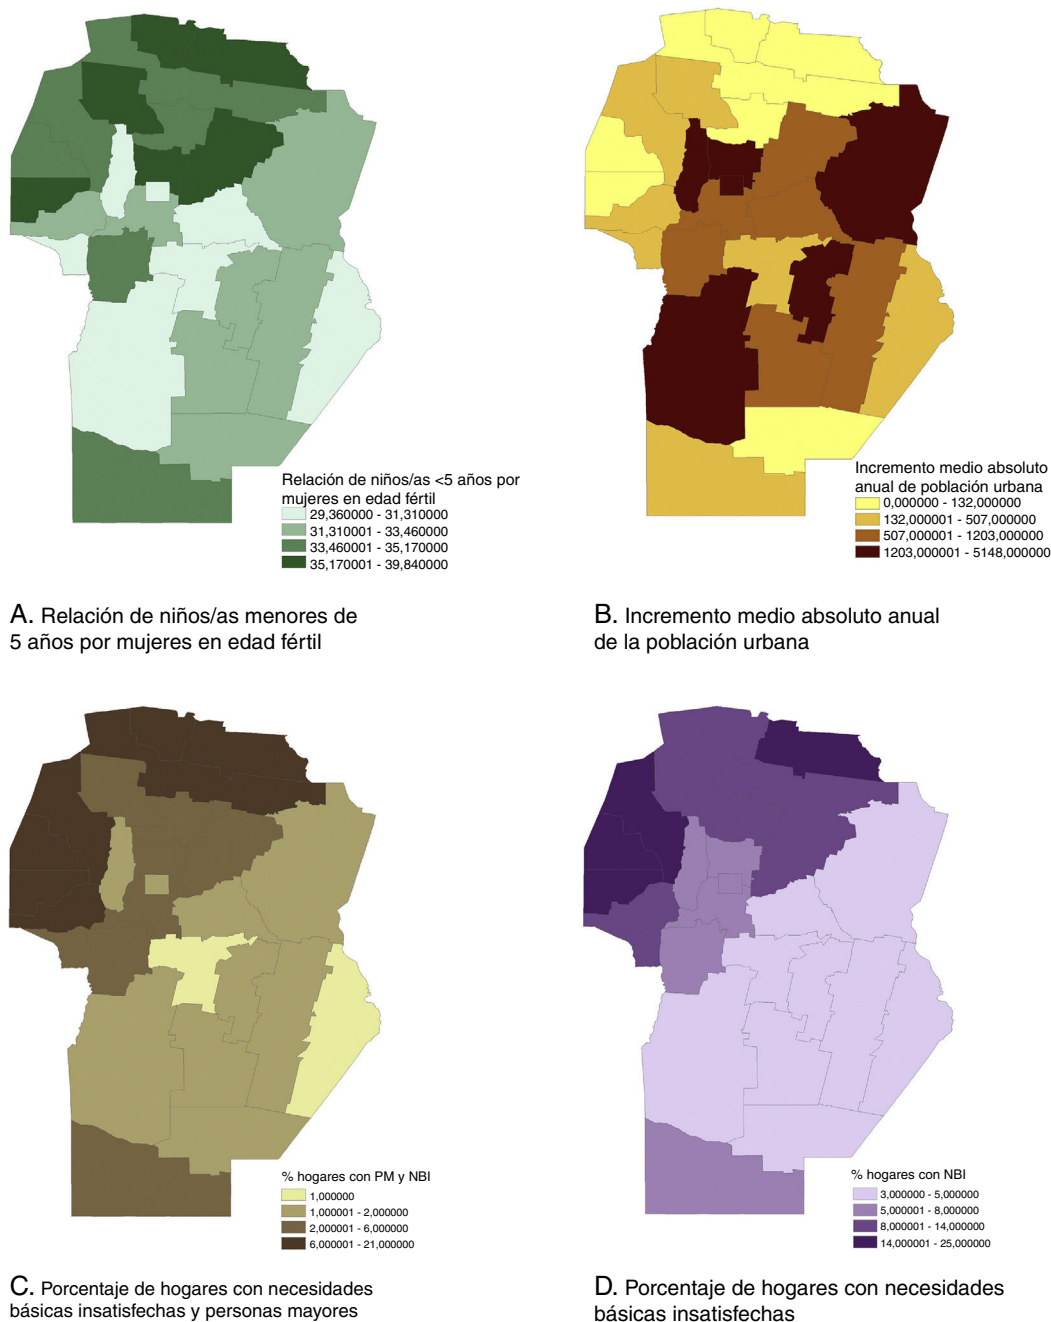 Relación de niños/as <5 años por
mujeres en edad fértil
29,360000 - 31,310000
31,310001 - 33,460000
33,460001 - 35,170000
35,170001 - 39,840000
Incremento medio absoluto
anual de población urbana
0,000000 - 132,000000
132,000001 - 507,000000
507,000001 - 1203,000000
1203,000001 - 5148,000000
A. Relación de niños/as menores de
5 años por mujeres en edad fértil
B. Incremento medio absoluto anual
de la población urbana
% hogares con PM y NBI
1,000000
1,000001 - 2,000000
2,000001 - 6,000000
6,000001 - 21,000000
% hogares con NBI
3,000000 - 5,000000
5,000001 - 8,000000
8,000001 - 14,000000
14,000001 - 25,000000
C. Porcentaje de hogares con necesidades
básicas insatisfechas y personas mayores
D. Porcentaje de hogares con necesidades
básicas insatisfechas